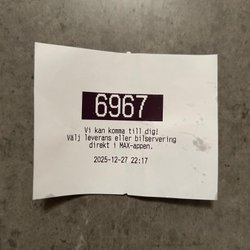 6967
Vi kan komma till dig!
Välj leverans eller bilservering
direkt i MAX-appen.
2025-12-27 22:17